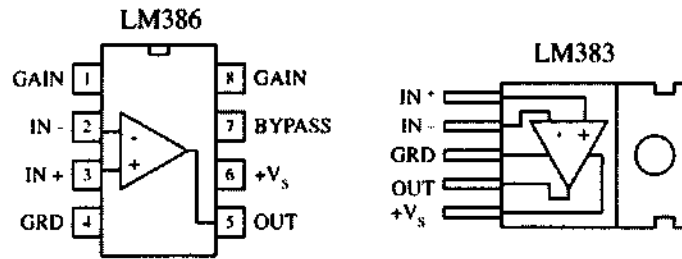 LM386
GAIN 1 8 GAIN
IN - 2 7 BYPASS
IN + 3 6 +Vs
GRD 4 5 OUT
- +
LM383
IN +
IN -
GRD
OUT
+Vs
- +